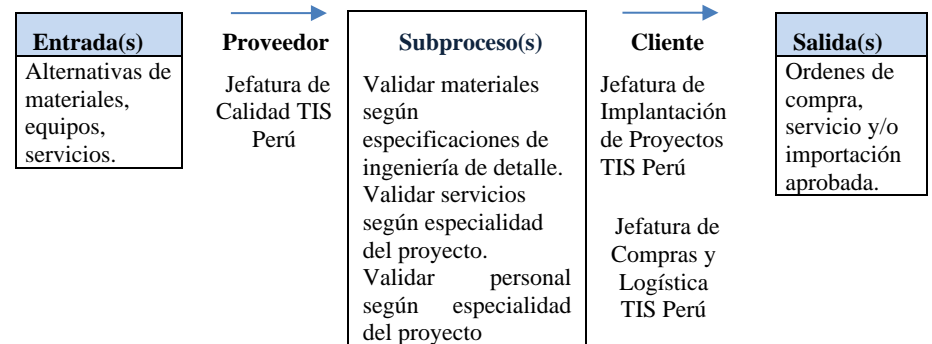 Entrada(s)
Alternativas de
materiales,
equipos,
servicios.
Proveedor
Jefatura de
Calidad TIS
Perú
Subproceso(s)
Validar materiales
según
especificaciones de
ingeniería de detalle.
Validar servicios
según especialidad
del proyecto.
Validar personal
según especialidad
del proyecto
Cliente
Jefatura de
Implantación
de Proyectos
TIS Perú
Jefatura de
Compras y
Logística
TIS Perú
Salida(s)
Ordenes de
compra,
servicio y/o
importación
aprobada.